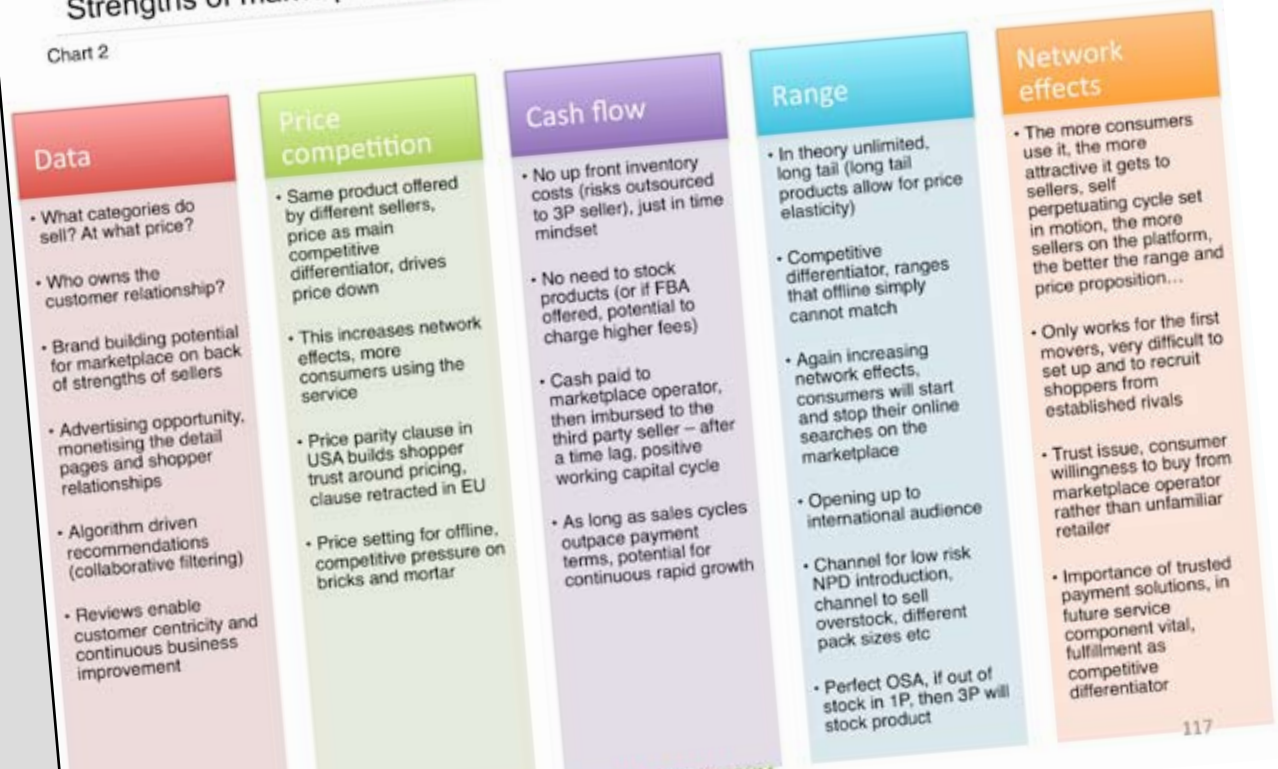 Strengths of
Chart 2
Data
• What categories do
sell? At what price?
• Who owns the
customer relationship?
• Brand building potential
for marketplace on back
of strengths of sellers
• Advertising opportunity,
monetising the detail
pages and shopper
relationships
• Algorithm driven
recommendations
(collaborative filtering)
• Reviews enable
customer centricity and
continuous business
improvement
Price
competition
• Same product offered
by different sellers,
price as main
competitive
differentiator, drives
price down
• This increases network
effects, more
consumers using the
service
• Price parity clause in
USA builds shopper
trust around pricing,
clause retracted in EU
• Price setting for offline,
competitive pressure on
bricks and mortar
Cash flow
• No up front inventory
costs (risks outsourced
to 3P seller), just in time
mindset
• No need to stock
products (or if FBA
offered, potential to
charge higher fees)
• Cash paid to
marketplace operator,
then imbursed to the
third party seller – after
a time lag, positive
working capital cycle
• As long as sales cycles
outpace payment
terms, potential for
continuous rapid growth
Range
• In theory unlimited,
long tail (long tail
products allow for price
elasticity)
• Competitive
differentiator, ranges
that offline simply
cannot match
• Again increasing
network effects,
consumers will start
and stop their online
searches on the
marketplace
• Opening up to
international audience
• Channel for low risk
NPD introduction,
channel to sell
overstock, different
pack sizes etc
• Perfect OSA, if out of
stock in 1P, then 3P will
stock product
Network
effects
• The more consumers
use it, the more
attractive it gets to
sellers, self
perpetuating cycle set
in motion, the more
sellers on the platform,
the better the range and
price proposition…
• Only works for the first
movers, very difficult to
set up and to recruit
shoppers from
established rivals
• Trust issue, consumer
willingness to buy from
marketplace operator
rather than unfamiliar
retailer
• Importance of trusted
payment solutions, in
future service
component vital,
fulfillment as
competitive
differentiator
117